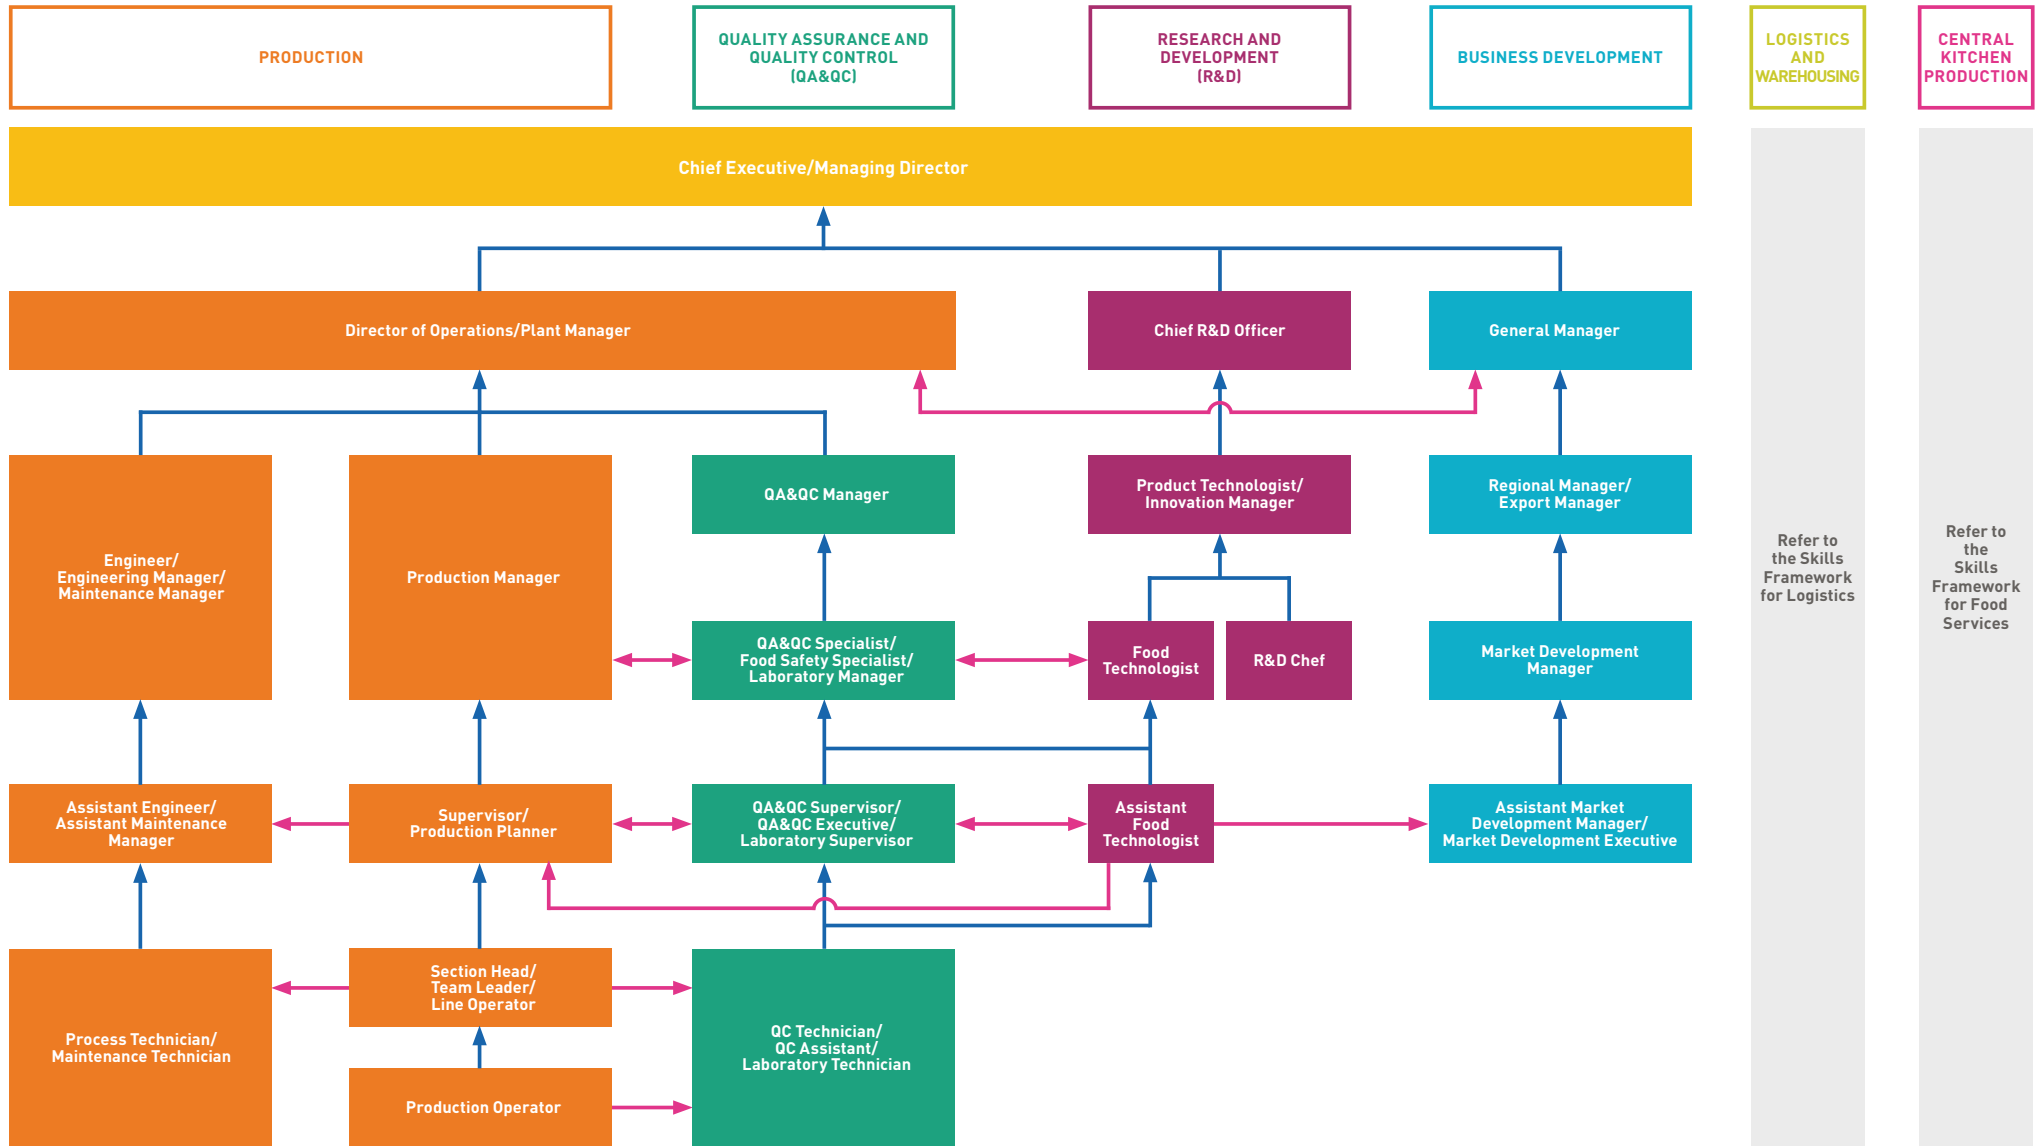 PRODUCTION
QUALITY ASSURANCE AND
QUALITY CONTROL
(QA&QC)
RESEARCH AND
DEVELOPMENT
(R&D)
BUSINESS DEVELOPMENT
LOGISTICS
AND
WAREHOUSING
CENTRAL
KITCHEN
PRODUCTION
Chief Executive/Managing Director
Director of Operations/Plant Manager
Chief R&D Officer
General Manager
Engineer/
Engineering Manager/
Maintenance Manager
Production Manager
QA&QC Manager
Product Technologist/
Innovation Manager
Regional Manager/
Export Manager
Refer to
the Skills
Framework
for Logistics
Refer to
the
Skills
Framework
for Food
Services
QA&QC Specialist/
Food Safety Specialist/
Laboratory Manager
Food
Technologist
R&D Chef
Market Development
Manager
Assistant Engineer/
Assistant Maintenance
Manager
Supervisor/
Production Planner
QA&QC Supervisor/
QA&QC Executive/
Laboratory Supervisor
Assistant
Food
Technologist
Assistant Market
Development Manager/
Market Development Executive
Process Technician/
Maintenance Technician
Section Head/
Team Leader/
Line Operator
QC Technician/
QC Assistant/
Laboratory Technician
Production Operator